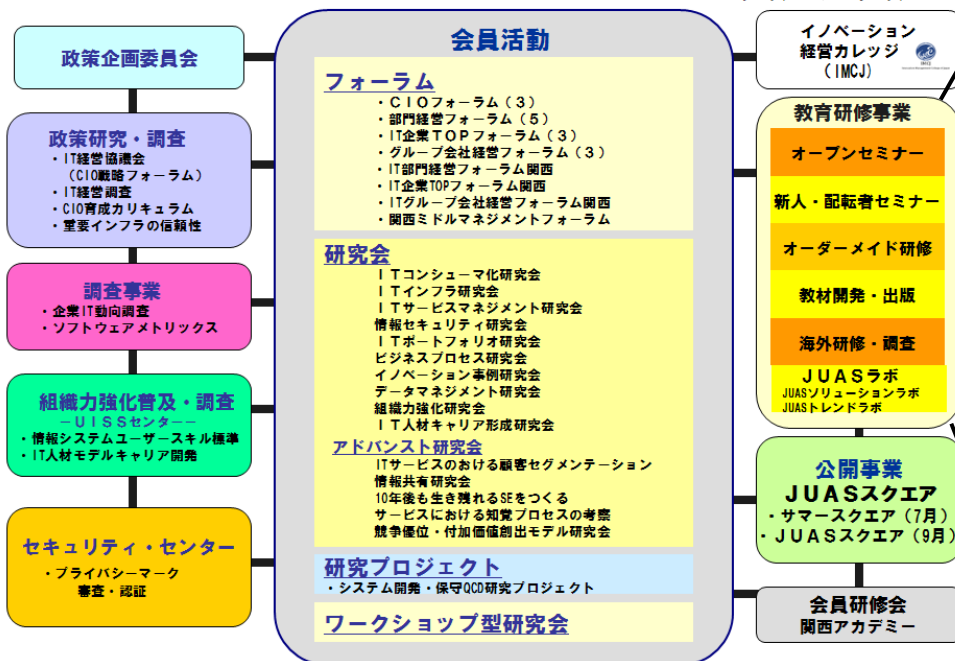 政策企画委員会
政策研究・調査
・IT経営協議会
（CIO戦略フォーラム）
・IT経営調査
・CIO育成カリキュラム
・重要インフラの信頼性
調査事業
・企業IT動向調査
・ソフトウェアメトリックス
組織力強化普及・調査
－UISSセンター－
・情報システムユーザースキル標準
・IT人材モデルキャリア開発
セキュリティ・センター
・プライバシーマーク
審査・認証
会員活動
フォーラム
・ＣＩＯフォーラム（３）
・部門経営フォーラム（５）
・IT企業ＴＯＰフォーラム（３）
・グループ会社経営フォーラム（３）
・IT部門経営フォーラム関西
・IT企業TOPフォーラム関西
・ITグループ会社経営フォーラム関西
・関西ミドルマネジメントフォーラム
研究会
ＩＴコンシューマ化研究会
ＩＴインフラ研究会
ＩＴサービスマネジメント研究会
情報セキュリティ研究会
ＩＴポートフォリオ研究会
ビジネスプロセス研究会
イノベーション事例研究会
データマネジメント研究会
組織力強化研究会
ＩＴ人材キャリア形成研究会
アドバンスト研究会
ITサービスのおける顧客セグメンテーション
情報共有研究会
10年後も生き残れるSEをつくる
サービスにおける知覚プロセスの考察
競争優位・付加価値創出モデル研究会
研究プロジェクト
・システム開発・保守QCD研究プロジェクト
ワークショップ型研究会
イノベーション
経営カレッジ
（IMCJ）
教育研修事業
オープンセミナー
新人・配転者セミナー
オーダーメイド研修
教材開発・出版
海外研修・調査
ＪＵＡＳラボ
JUASソリューションラボ
JUASトレンドラボ
公開事業
ＪＵＡＳスクエア
・サマースクエア（7月）
・ＪＵＡＳスクエア（9月）
会員研修会
関西アカデミー